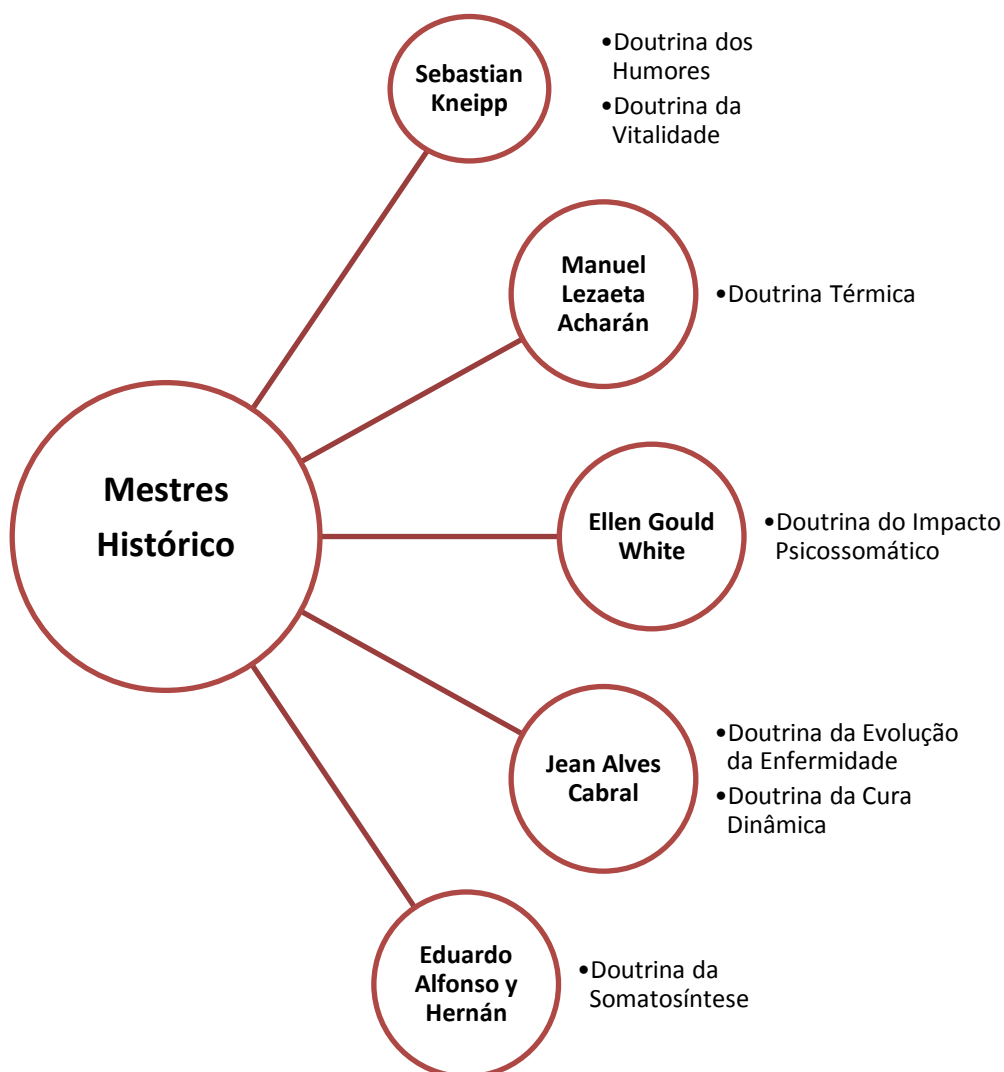 Sebastian
Kneipp
•Doutrina dos
Humores
•Doutrina da
Vitalidade
Manuel
Lezaeta
Acharán
•Doutrina Térmica
Mestres
Histórico
Ellen Gould
White
•Doutrina do Impacto
Psicossomático
Jean Alves
Cabral
•Doutrina da Evolução
da Enfermidade
•Doutrina da Cura
Dinâmica
Eduardo
Alfonso y
Hernán
•Doutrina da
Somatosíntese